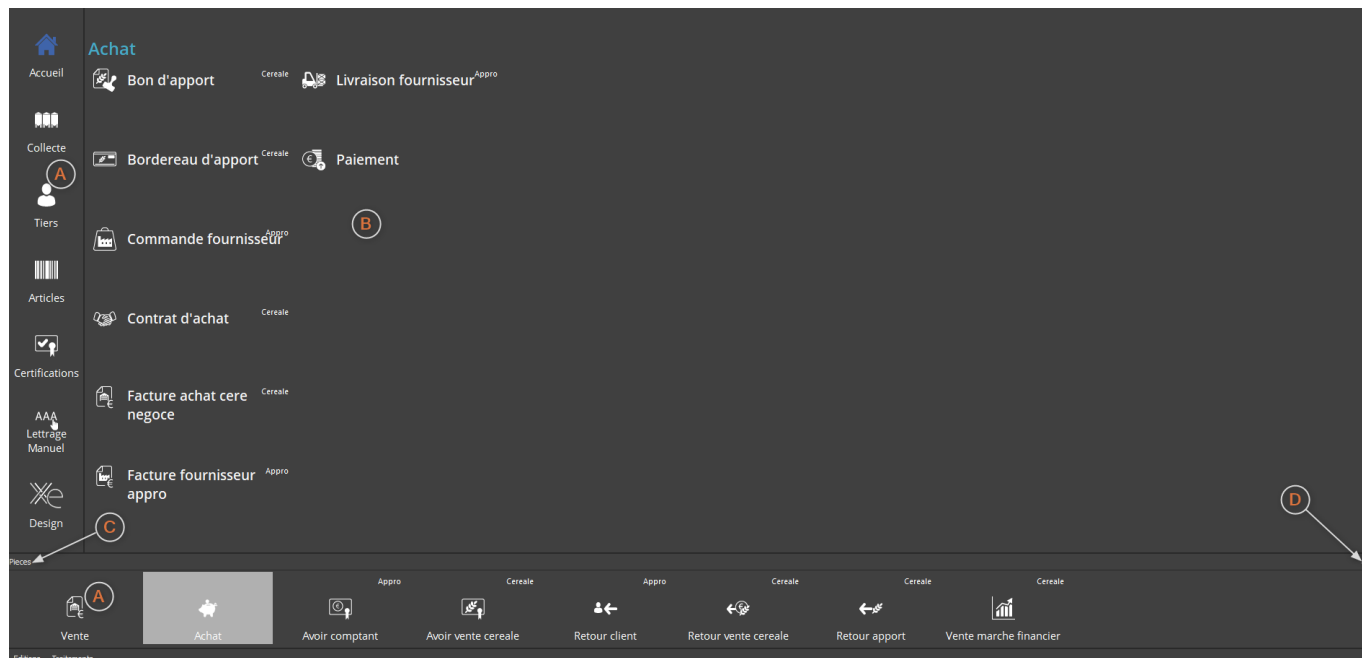 Accueil
Collecte
A
Tiers
Articles
Certifications
AAA
Lettrage
Manuel
Xe
Design
Achat
Bon d'apport Cereale
Livraison fournisseur Appro
Bordereau d'apport Cereale
Paiement
B
Commande fournisseur Appro
Contrat d'achat Cereale
Facture achat cere Cereale
negoce
Facture fournisseur Appro
appro
C
D
Pieces
A
Vente
Achat
Appro
Avoir comptant
Cereale
Avoir vente cereale
Appro
Retour client
Cereale
Retour vente cereale
Cereale
Retour apport
Cereale
Vente marche financier
Editions Traitements